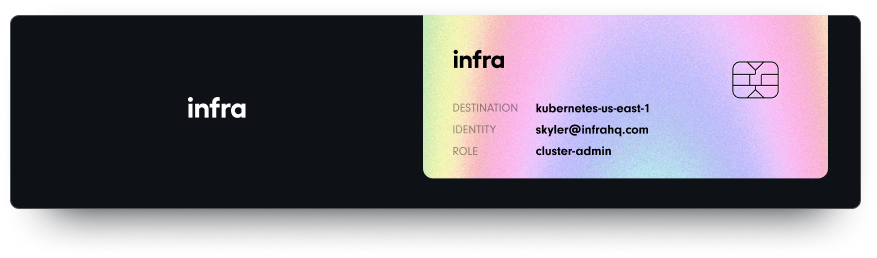 infra
infra
DESTINATION kubernetes-us-east-1
IDENTITY skyler@infrahq.com
ROLE cluster-admin